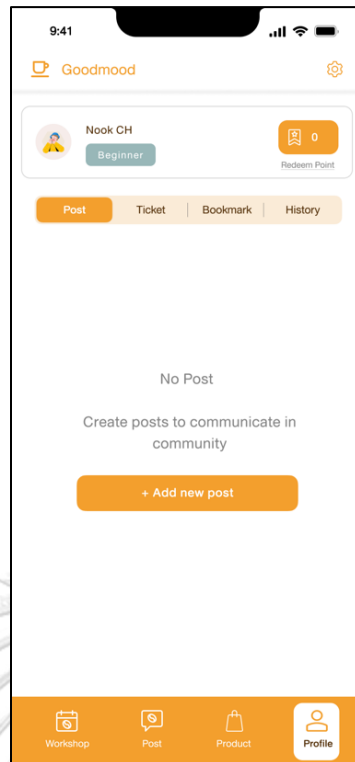 9:41
Goodmood
Nook CH
Beginner
0
Redeem Point
Post Ticket Bookmark History
No Post
Create posts to communicate in
community
+ Add new post
Workshop Post Product Profile